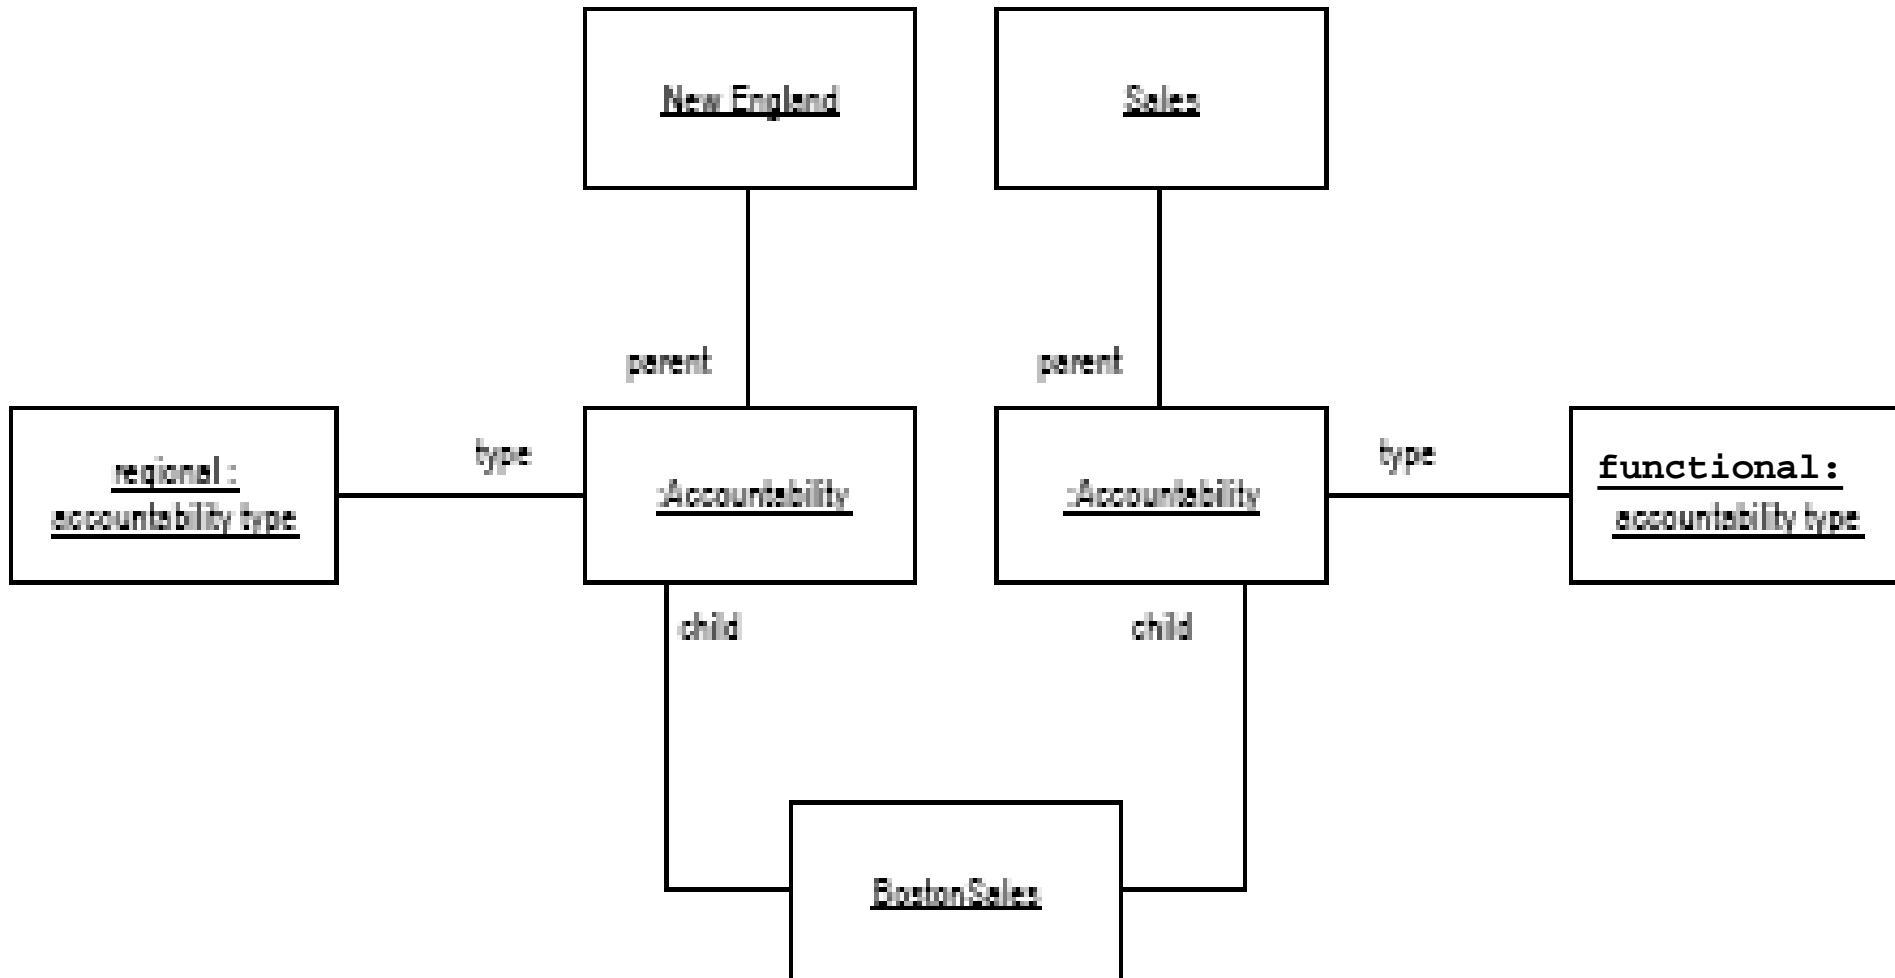 New England
Sales
parent
parent
regional :
accountability type
type
:Accountability
:Accountability
type
functional:
accountability type
child
child
BostonSales